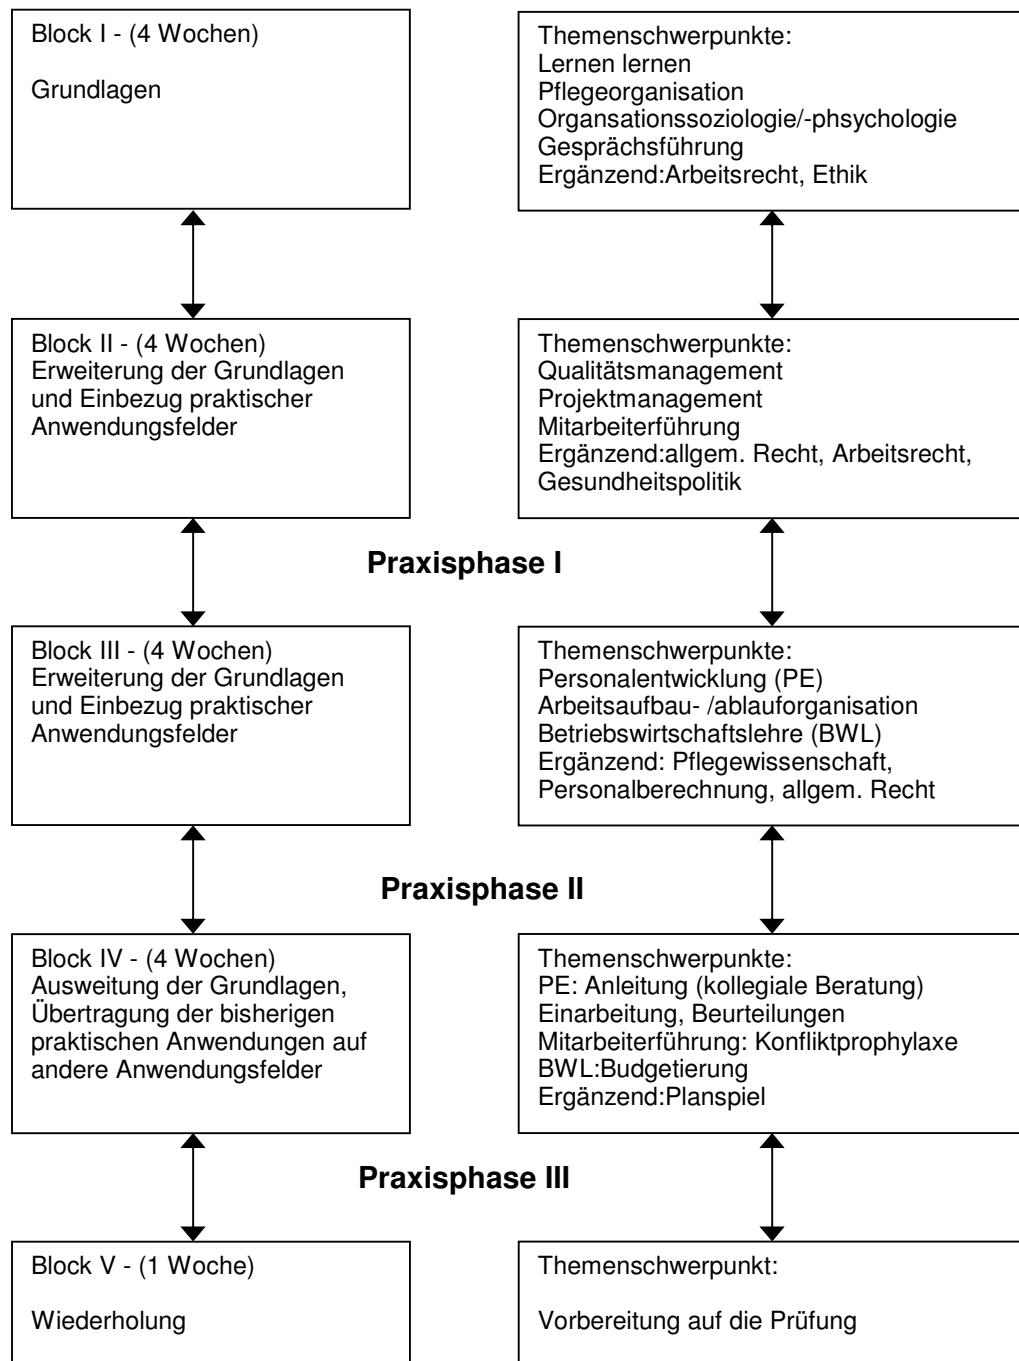 Block I - (4 Wochen)
Grundlagen
Themenschwerpunkte:
Lernen lernen
Pflegeorganisation
Organsationssoziologie/-phsychologie
Gesprächsführung
Ergänzend:Arbeitsrecht, Ethik
Block II - (4 Wochen)
Erweiterung der Grundlagen
und Einbezug praktischer
Anwendungsfelder
Themenschwerpunkte:
Qualitätsmanagement
Projektmanagement
Mitarbeiterführung
Ergänzend:allgem. Recht, Arbeitsrecht,
Gesundheitspolitik
Praxisphase I
Block III - (4 Wochen)
Erweiterung der Grundlagen
und Einbezug praktischer
Anwendungsfelder
Themenschwerpunkte:
Personalentwicklung (PE)
Arbeitsaufbau- /ablauforganisation
Betriebswirtschaftslehre (BWL)
Ergänzend: Pflegewissenschaft,
Personalberechnung, allgem. Recht
Praxisphase II
Block IV - (4 Wochen)
Ausweitung der Grundlagen,
Übertragung der bisherigen
praktischen Anwendungen auf
andere Anwendungsfelder
Themenschwerpunkte:
PE: Anleitung (kollegiale Beratung)
Einarbeitung, Beurteilungen
Mitarbeiterführung: Konfliktprophylaxe
BWL:Budgetierung
Ergänzend:Planspiel
Praxisphase III
Block V - (1 Woche)
Wiederholung
Themenschwerpunkt:
Vorbereitung auf die Prüfung